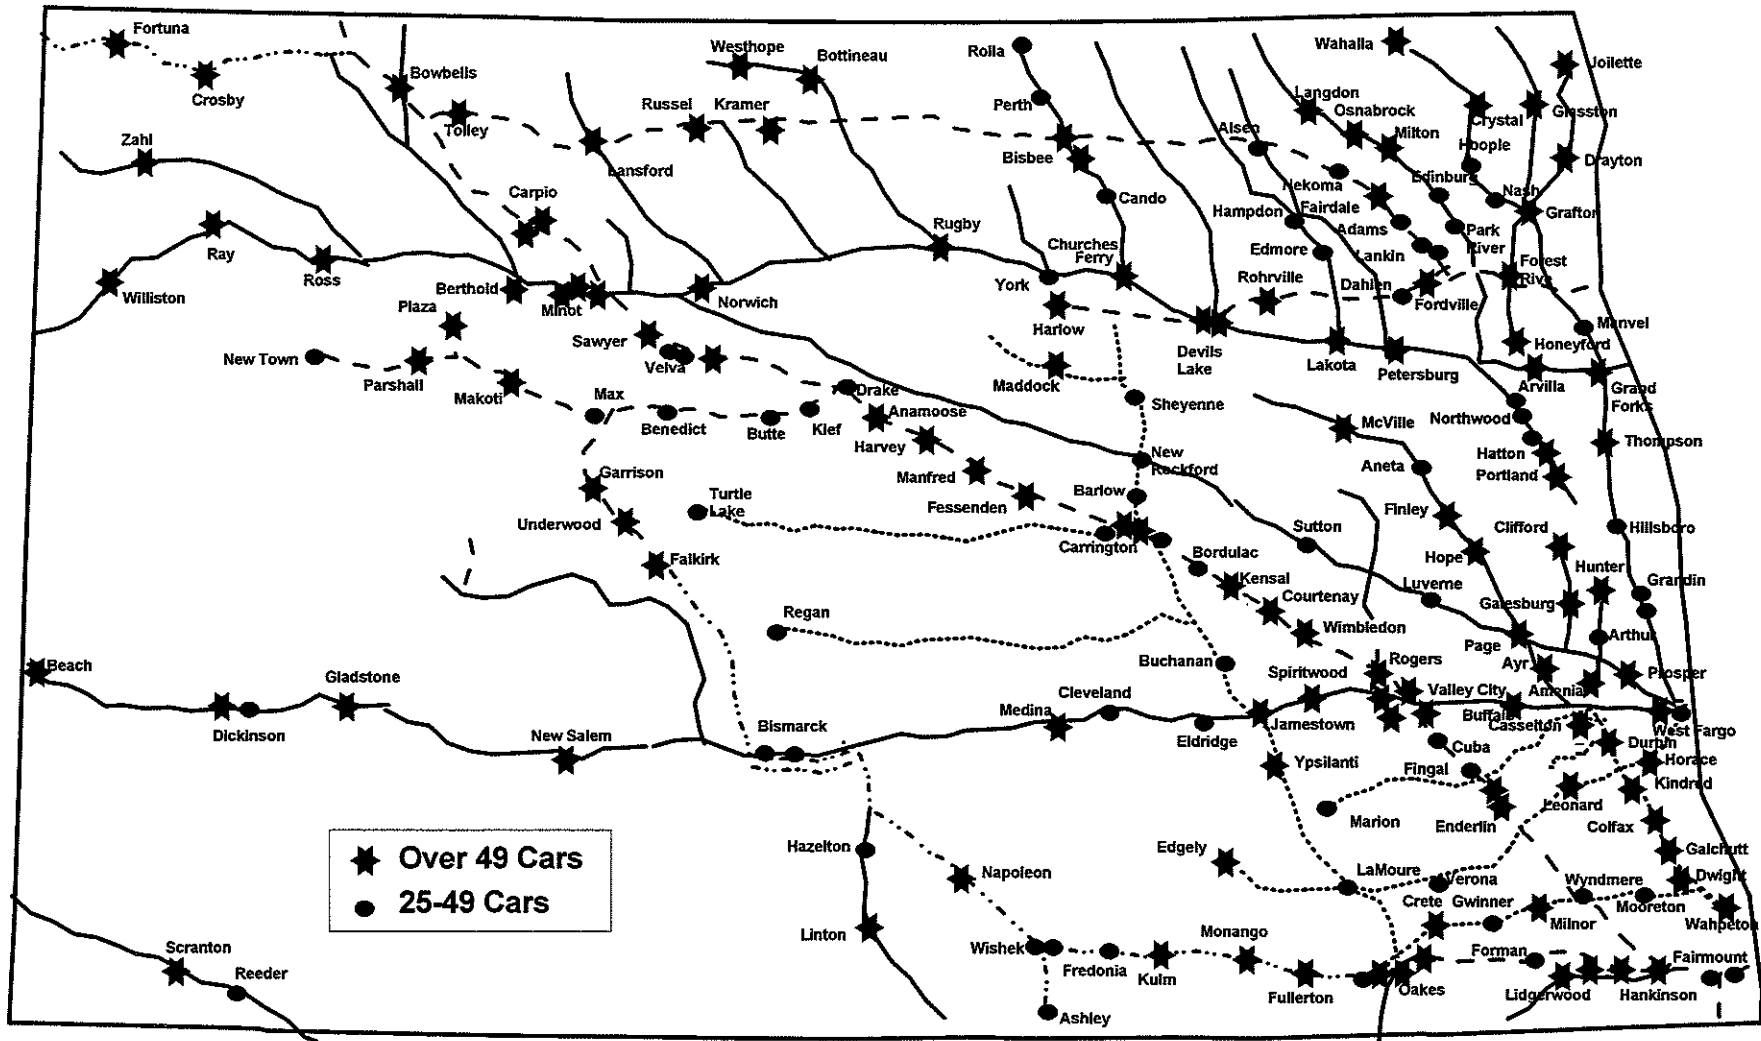 Fortuna
Crosby
Bowbells
Tolley
Westhope
Bottineau
Russel
Kramer
Rolla
Perth
Bisbee
Cando
Wahalla
Joilette
Langdon
Osnabrock
Milton
Crystal
Glasston
Hoople
Drayton
Alsen
Nekoma
Edinburg
Nash
Grafton
Zahl
Lansford
Carpio
Hampdon
Fairdale
Adams
Park
River
Edmore
Lankin
Ray
Ross
Williston
Berthold
Minot
Norwich
Rugby
Churches
Ferry
York
Rohrville
Dahlen
Fordville
Forest
Manvel
Plaza
Sawyer
Velva
Harlow
Devils
Lake
Lakota
Petersburg
Honeyford
Arvilla
Grand
Forks
New Town
Parshall
Makoti
Max
Benedict
Butte
Klef
Drake
Anamoose
Harvey
Manfred
Fessenden
Maddock
Sheyenne
McVille
Northwood
Hatton
Portland
Thompson
Aneta
New
Rockford
Barlow
Carrington
Garrison
Underwood
Falkirk
Turtle
Lake
Sutton
Finley
Clifford
Hillsboro
Bordulac
Kensal
Courtenay
Wimbledon
Hope
Luverne
Hunter
Galesburg
Grandin
Arthur
Regan
Buchanan
Page
Ayr
Amenia
Prosper
Beach
Gladstone
Dickinson
New Salem
Bismarck
Medina
Cleveland
Eldridge
Jamestown
Spiritwood
Rogers
Valley City
Buffalo
Casselton
West Fargo
Durbin
Horace
Kindred
Ypsilanti
Cuba
Fingal
Marion
Enderlin
Leonard
Colfax
Galchutt
Dwight
Over 49 Cars
25-49 Cars
Hazelton
Napoleon
Edgely
LaMoure
Verona
Crete
Gwinner
Wyndmere
Milnor
Mooreton
Wahpeton
Linton
Wishek
Fredonia
Kulm
Monango
Fullerton
Oakes
Forman
Lidgerwood
Hankinson
Fairmount
Ashley
Scranton
Reeder